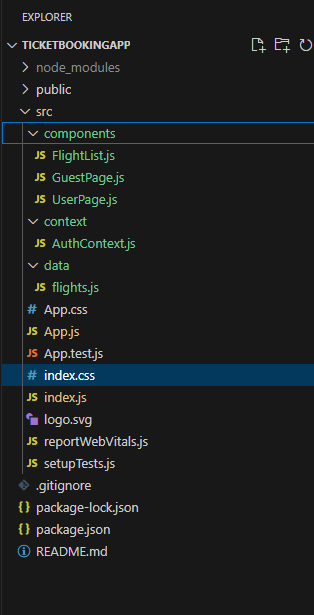 EXPLORER
TICKETBOOKINGAPP
node_modules
public
src
components
JS FlightList.js
JS GuestPage.js
JS UserPage.js
context
JS AuthContext.js
data
JS flights.js
# App.css
JS App.js
JS App.test.js
# index.css
JS index.js
logo.svg
JS reportWebVitals.js
JS setupTests.js
.gitignore
{} package-lock.json
{} package.json
README.md